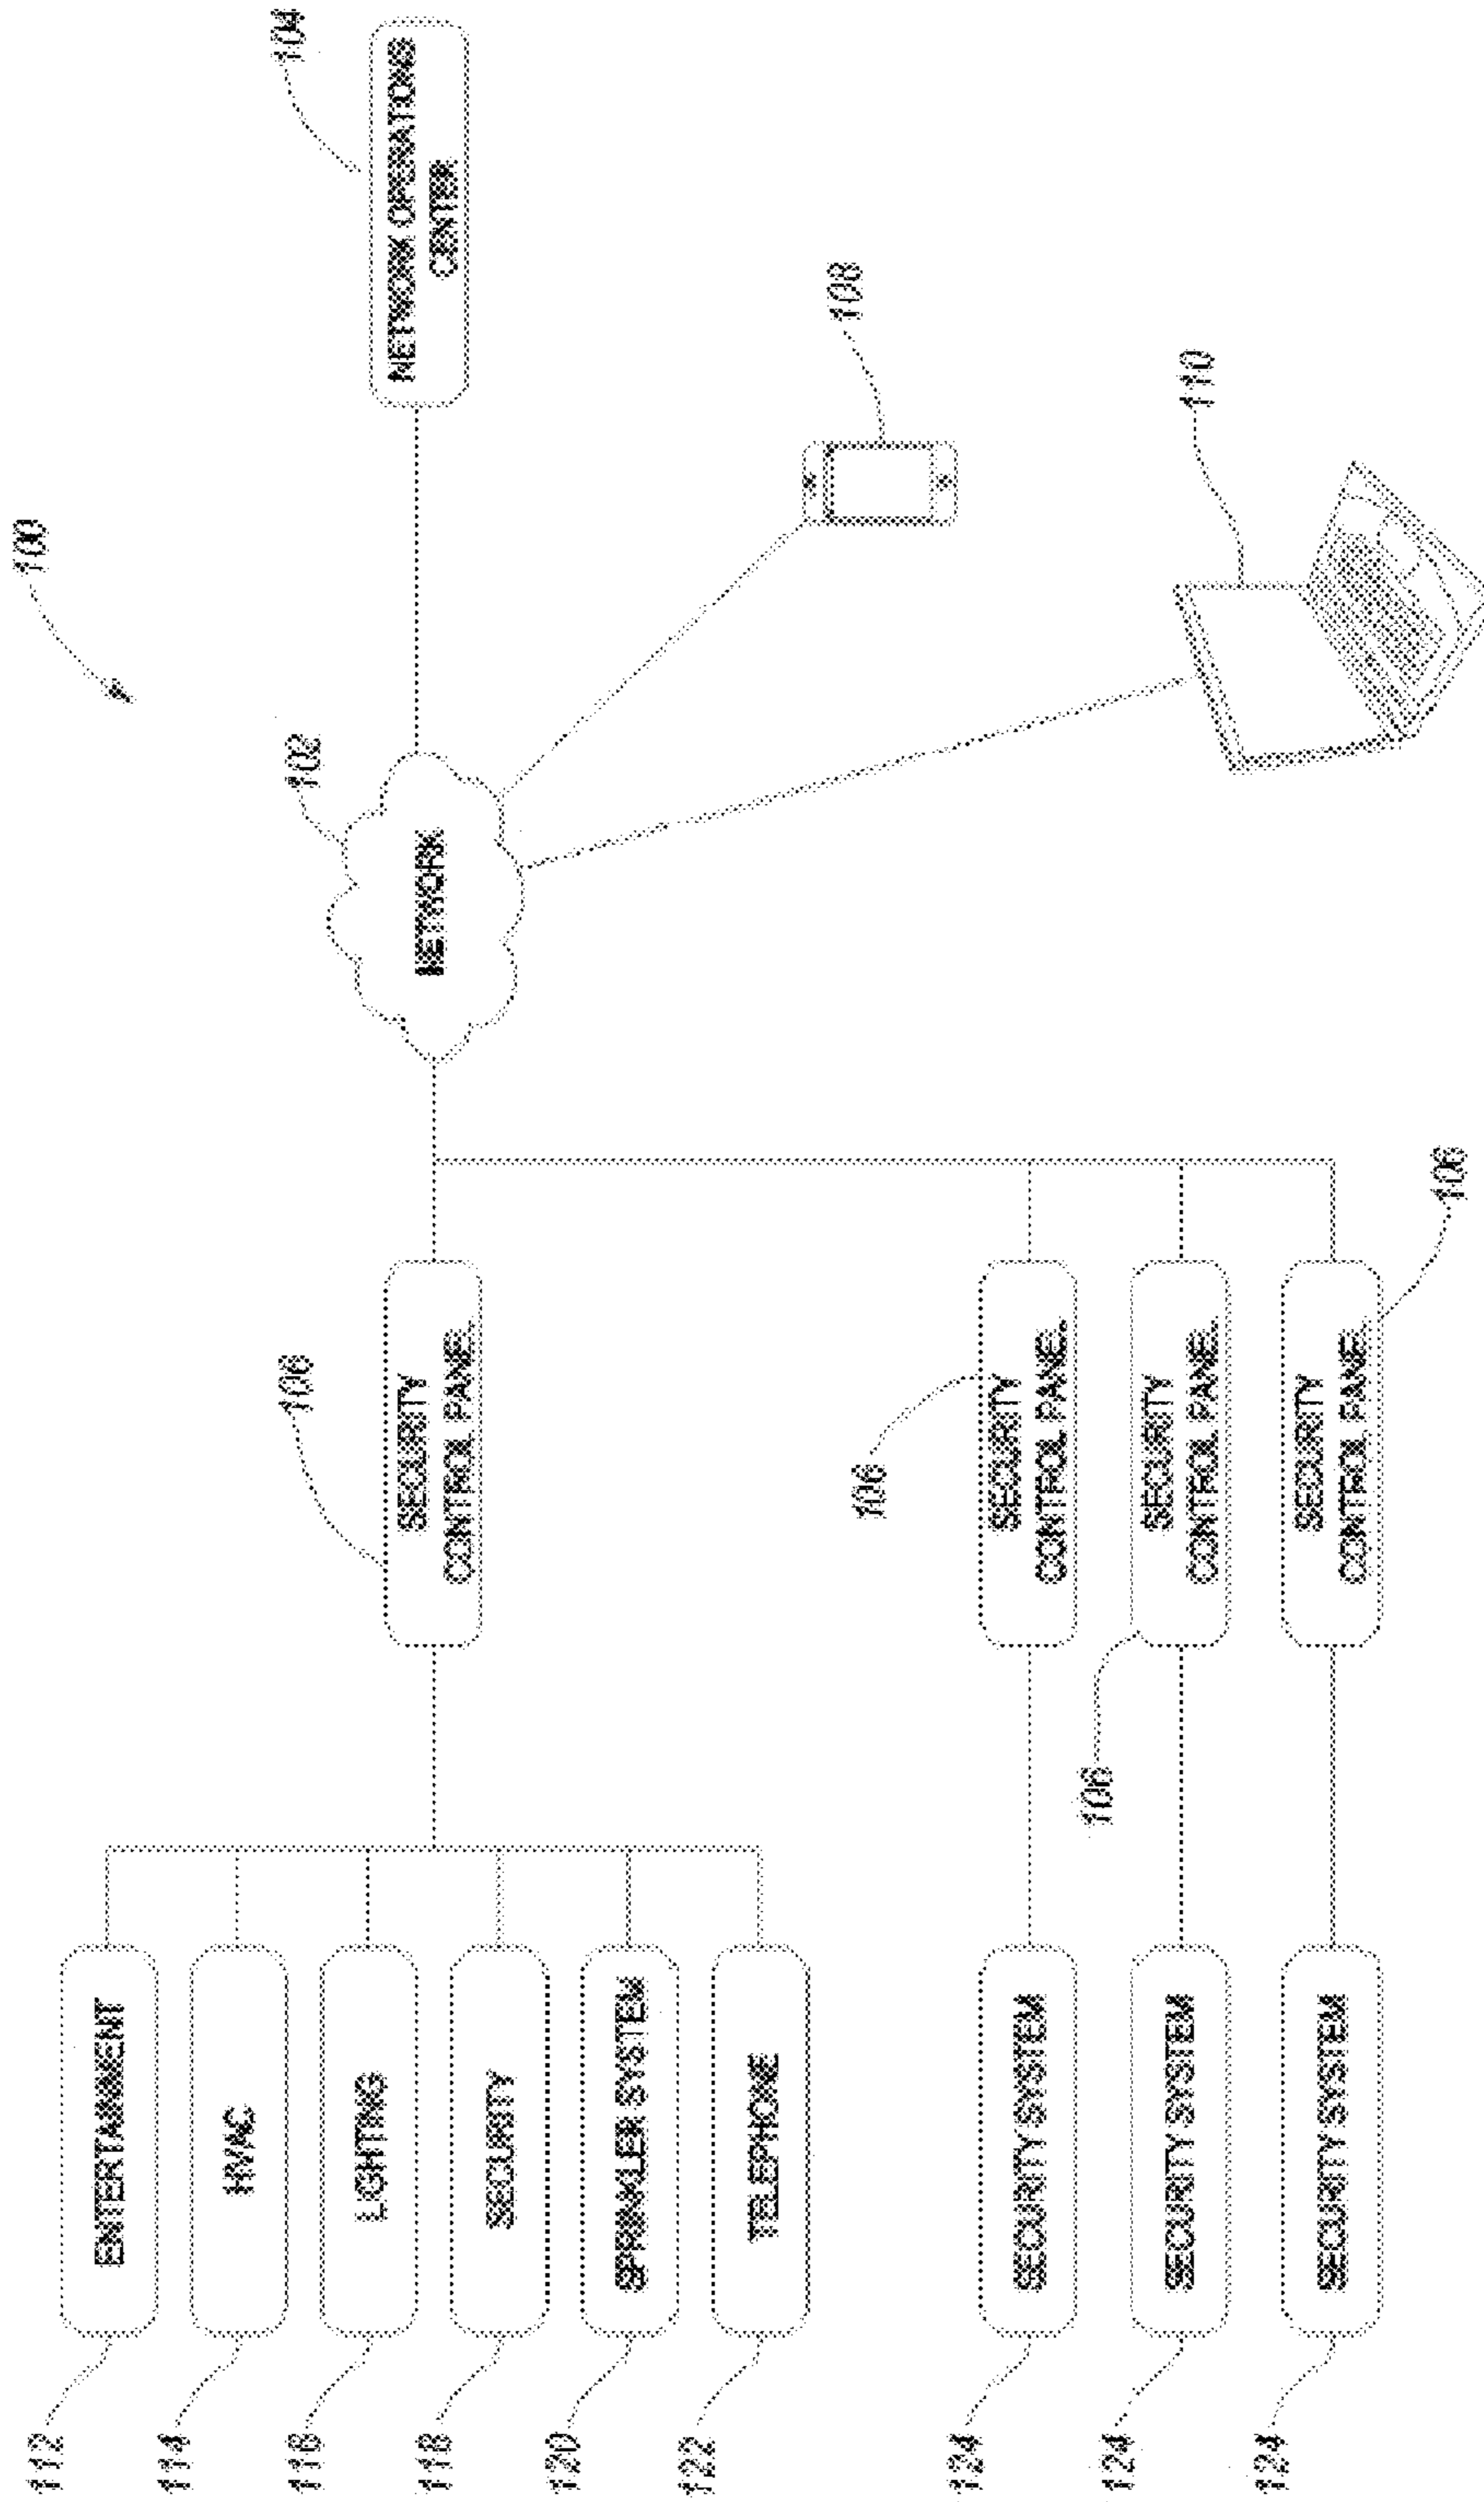 100
112
ENTERTAINMENT
114
HVAC
116
LIGHTING
118
SECURITY
120
SPRINKLER SYSTEM
122
TELEPHONE
106
SECURITY
CONTROL PANEL
102
NETWORK
104
NETWORK OPERATIONS
CENTER
108
110
124
SECURITY SYSTEM
106
SECURITY
CONTROL PANEL
124
SECURITY SYSTEM
106
SECURITY
CONTROL PANEL
124
SECURITY SYSTEM
SECURITY
CONTROL PANEL
106